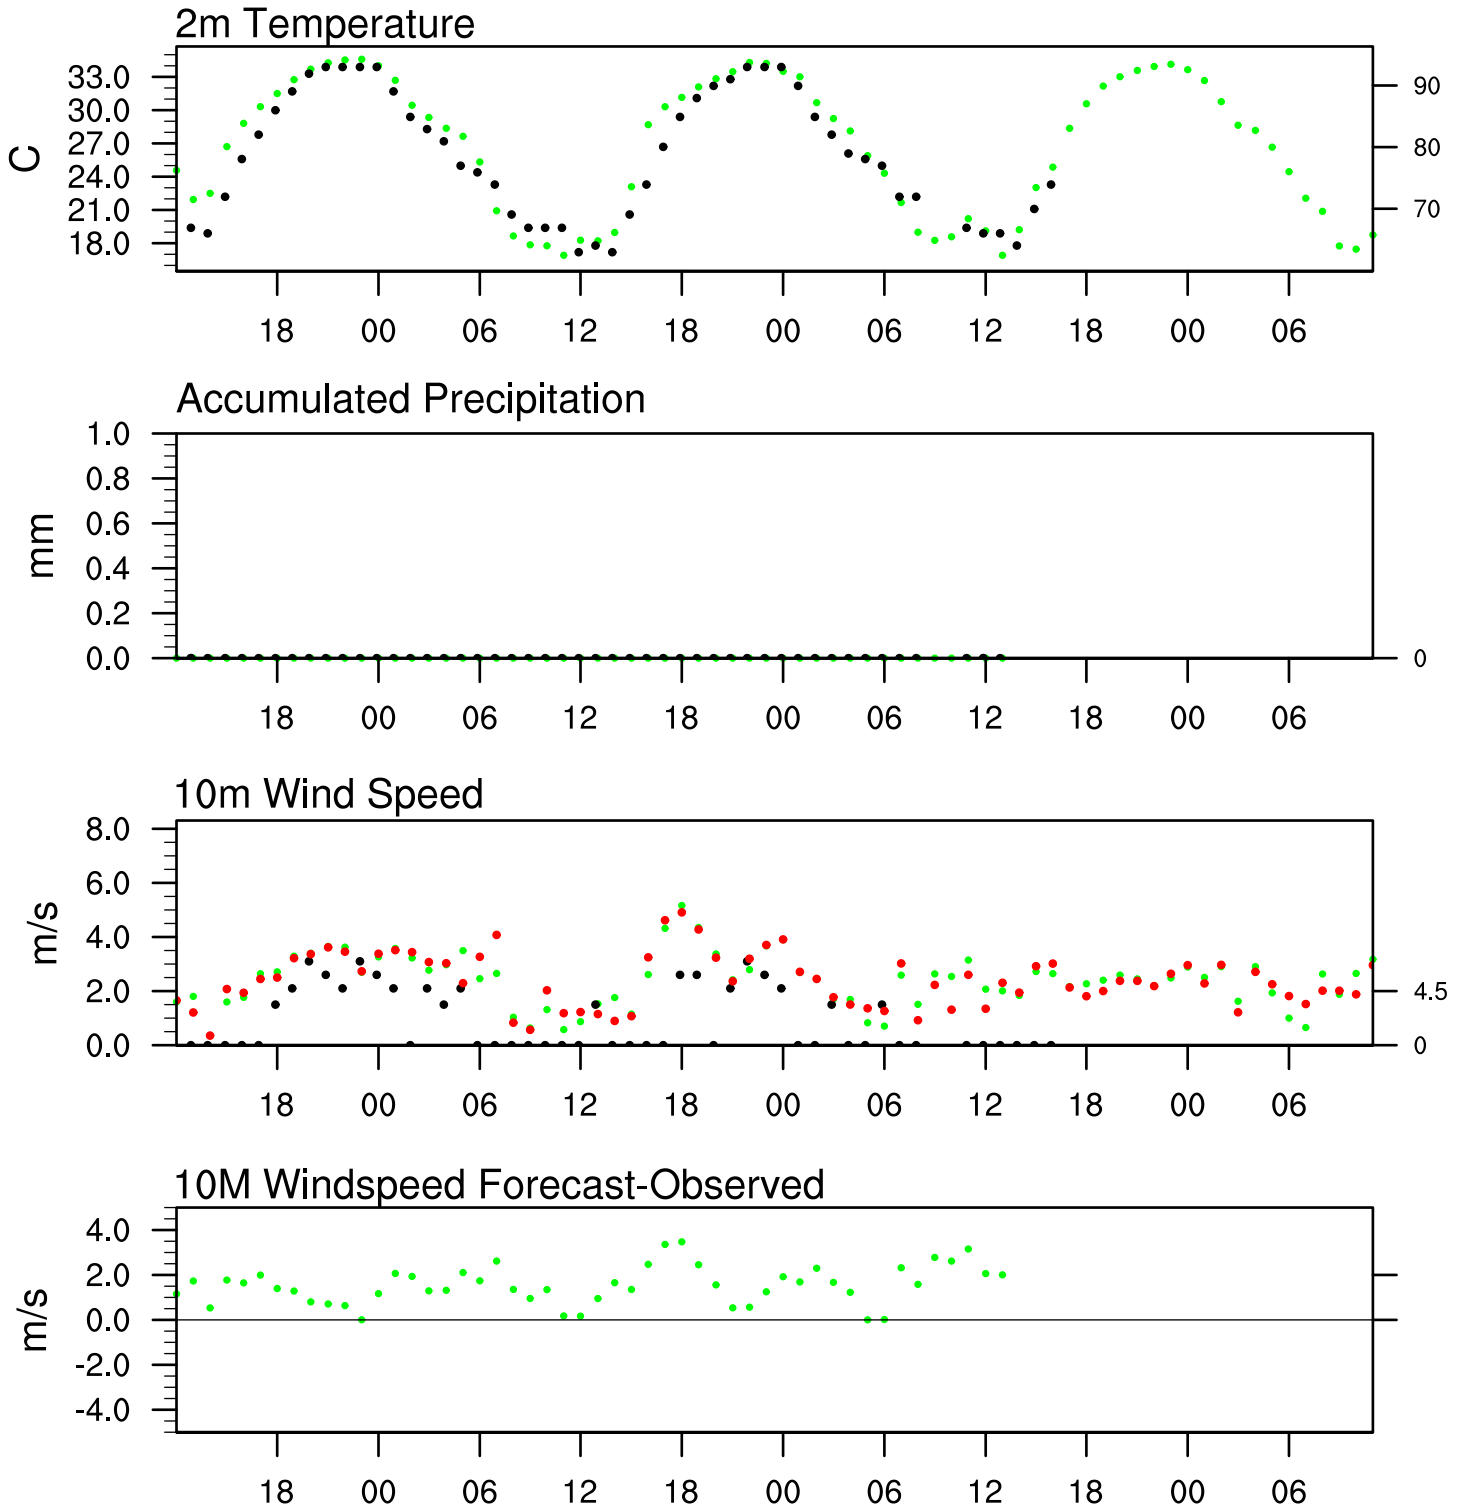 2m Temperature
33.0
30.0
27.0
24.0
21.0
18.0
C
90
80
70
18 00 06 12 18 00 06 12 18 00 06
Accumulated Precipitation
1.0
0.8
0.6
0.4
0.2
0.0
mm
0
18 00 06 12 18 00 06 12 18 00 06
10m Wind Speed
8.0
6.0
4.0
2.0
0.0
m/s
4.5
0
18 00 06 12 18 00 06 12 18 00 06
10M Windspeed Forecast-Observed
4.0
2.0
0.0
-2.0
-4.0
m/s
18 00 06 12 18 00 06 12 18 00 06